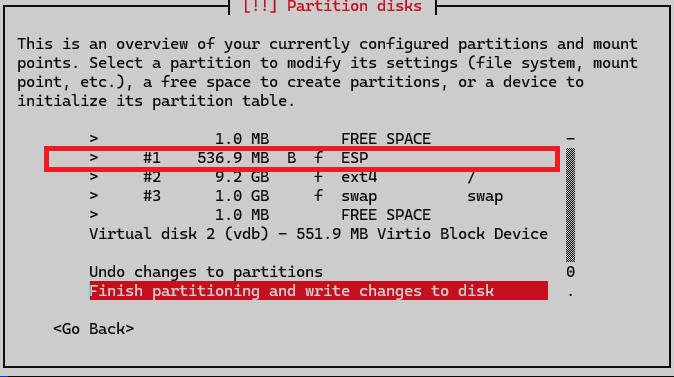 [!!] Partition disks
This is an overview of your currently configured partitions and mount
points. Select a partition to modify its settings (file system, mount
point, etc.), a free space to create partitions, or a device to
initialize its partition table.
> 1.0 MB FREE SPACE
> #1 536.9 MB B f ESP
> #2 9.2 GB f ext4 /
> #3 1.0 GB f swap swap
> 1.0 MB FREE SPACE
Virtual disk 2 (vdb) - 551.9 MB Virtio Block Device
Undo changes to partitions
Finish partitioning and write changes to disk
<Go Back>